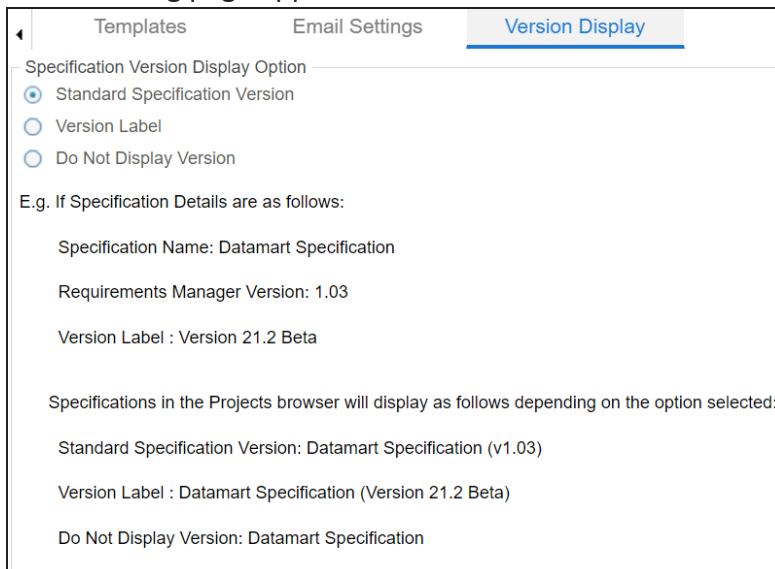 Templates Email Settings Version Display
Specification Version Display Option
Standard Specification Version
Version Label
Do Not Display Version
E.g. If Specification Details are as follows:
Specification Name: Datamart Specification
Requirements Manager Version: 1.03
Version Label : Version 21.2 Beta
Specifications in the Projects browser will display as follows depending on the option selected:
Standard Specification Version: Datamart Specification (v1.03)
Version Label : Datamart Specification (Version 21.2 Beta)
Do Not Display Version: Datamart Specification